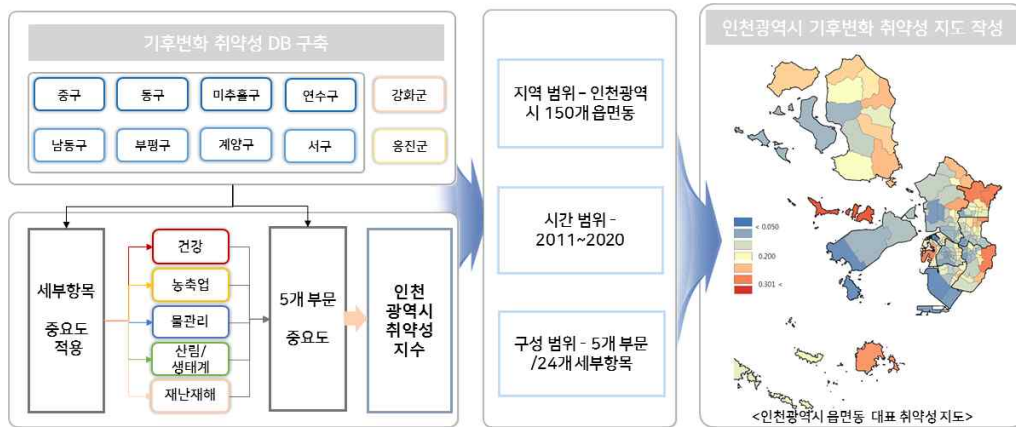 기후변화 취약성 DB 구축
중구
동구
미추홀구
연수구
강화군
남동구
부평구
계양구
서구
옹진군
세부항목
중요도
적용
건강
농축업
물관리
산림/
생태계
재난재해
5개 부문
중요도
인천
광역시
취약성
지수
지역 범위 – 인천광역
시 150개 읍면동
시간 범위 –
2011~2020
구성 범위 – 5개 부문
/24개 세부항목
인천광역시 기후변화 취약성 지도 작성
< 0.050
0.200
0.301 <
<인천광역시 읍면동 대표 취약성 지도>